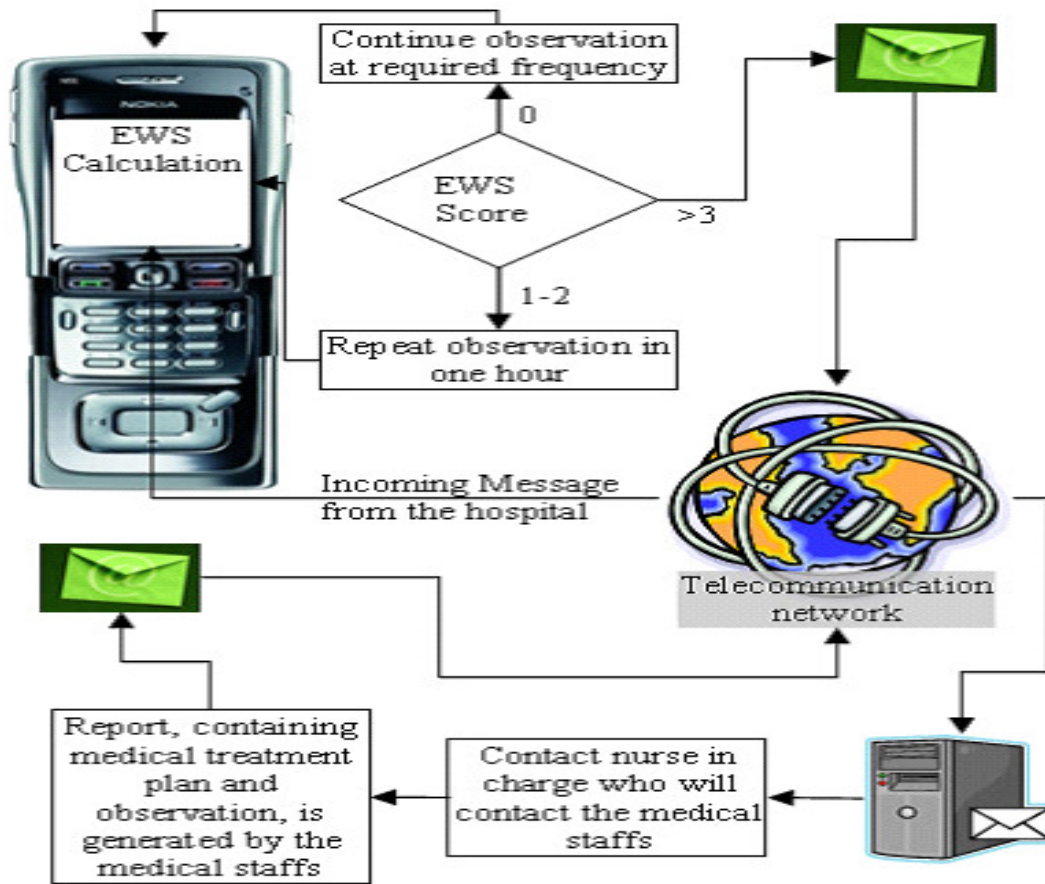 Continue observation
at required frequency
NOKIA
EWS
Calculation
0
EWS
Score
>3
1-2
Repeat observation in
one hour
Incoming Message
from the hospital
Telecommunication
network
Report, containing
medical treatment
plan and
observation, is
generated by the
medical staffs
Contact nurse in
charge who will
contact the medical
staffs